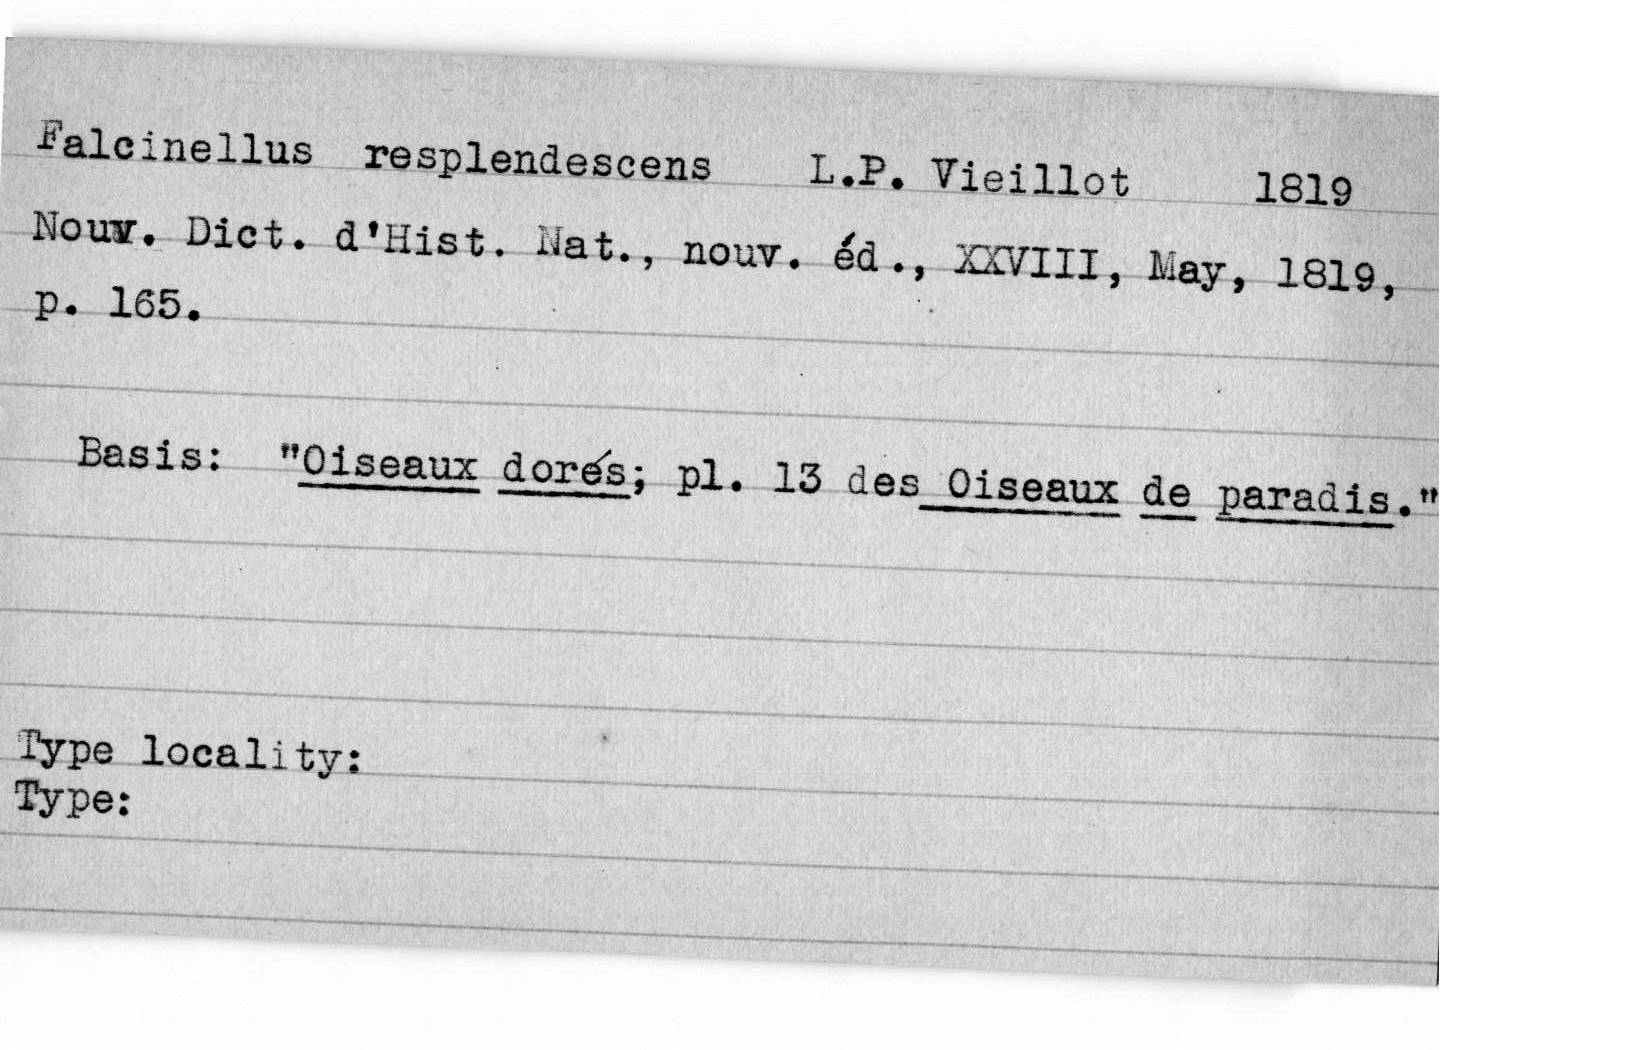 Falcinellus resplendescens L.P. Vieillot 1819
Nouv. Dict. d'Hist. Nat., nouv. éd., XXVIII, May, 1819,
p. 165.
Basis: "Oiseaux dorés; pl. 13 des Oiseaux de paradis."
Type locality:
Type: